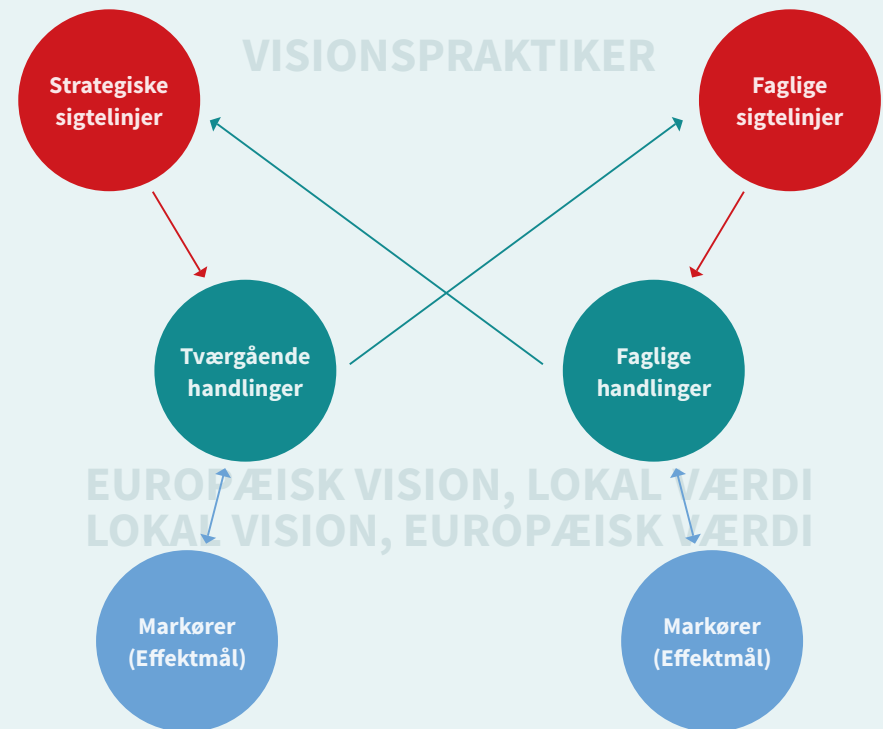 VISIONSPRAKTIKER
Strategiske
sigtelinjer
Faglige
sigtelinjer
Tværgående
handlinger
Faglige
handlinger
EUROPÆISK VISION, LOKAL VÆRDI
LOKAL VISION, EUROPÆISK VÆRDI
Markører
(Effektmål)
Markører
(Effektmål)